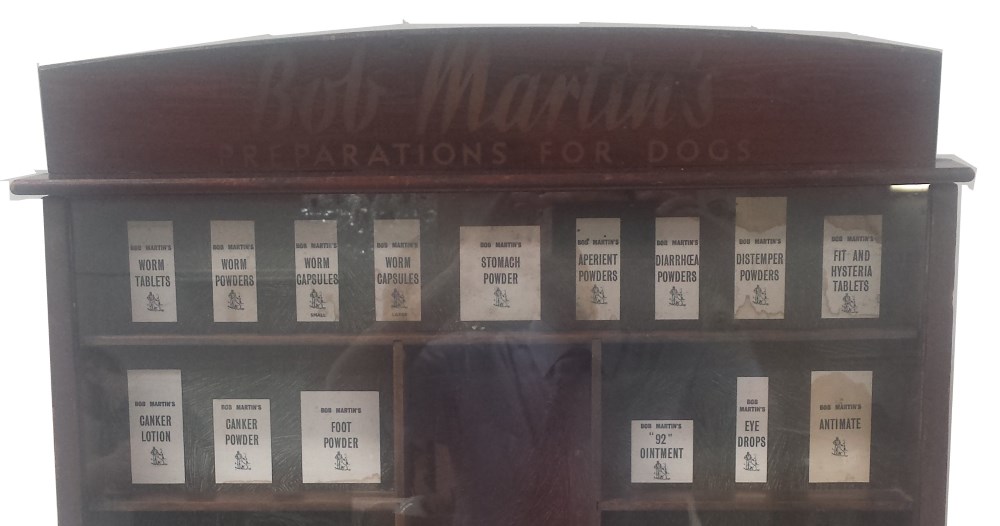 Bob Martin's
PREPARATIONS FOR DOGS
BOB MARTIN'S
WORM
TABLETS
BOB MARTIN'S
WORM
POWDERS
BOB MARTIN'S
WORM
CAPSULES
SMALL
BOB MARTIN'S
WORM
CAPSULES
LARGE
BOB MARTIN'S
STOMACH
POWDER
BOB MARTIN'S
APERIENT
POWDERS
BOB MARTIN'S
DIARRHŒA
POWDERS
BOB MARTIN'S
DISTEMPER
POWDERS
BOB MARTIN'S
FIT AND
HYSTERIA
TABLETS
BOB MARTIN'S
CANKER
LOTION
BOB MARTIN'S
CANKER
POWDER
BOB MARTIN'S
FOOT
POWDER
BOB MARTIN'S
"92"
OINTMENT
BOB
MARTIN'S
EYE
DROPS
BOB MARTIN'S
ANTIMATE